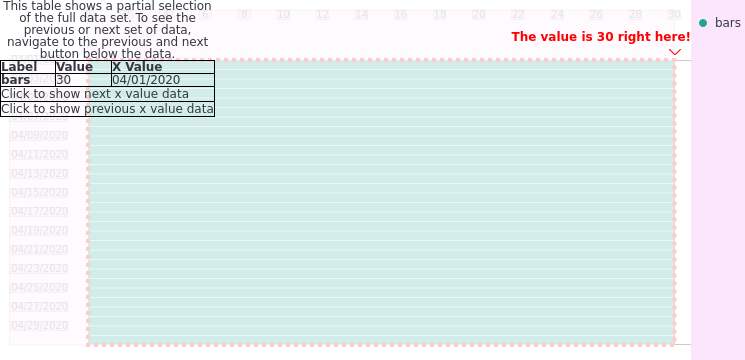 This table shows a partial selection
of the full data set. To see the
previous or next set of data,
navigate to the previous and next
button below the data.
6 8 10 12 14 16 18 20 22 24 26 28 30
The value is 30 right here!
bars
Label Value X Value
bars 30 04/01/2020
Click to show next x value data
Click to show previous x value data
04/09/2020
04/11/2020
04/13/2020
04/15/2020
04/17/2020
04/19/2020
04/21/2020
04/23/2020
04/25/2020
04/27/2020
04/29/2020